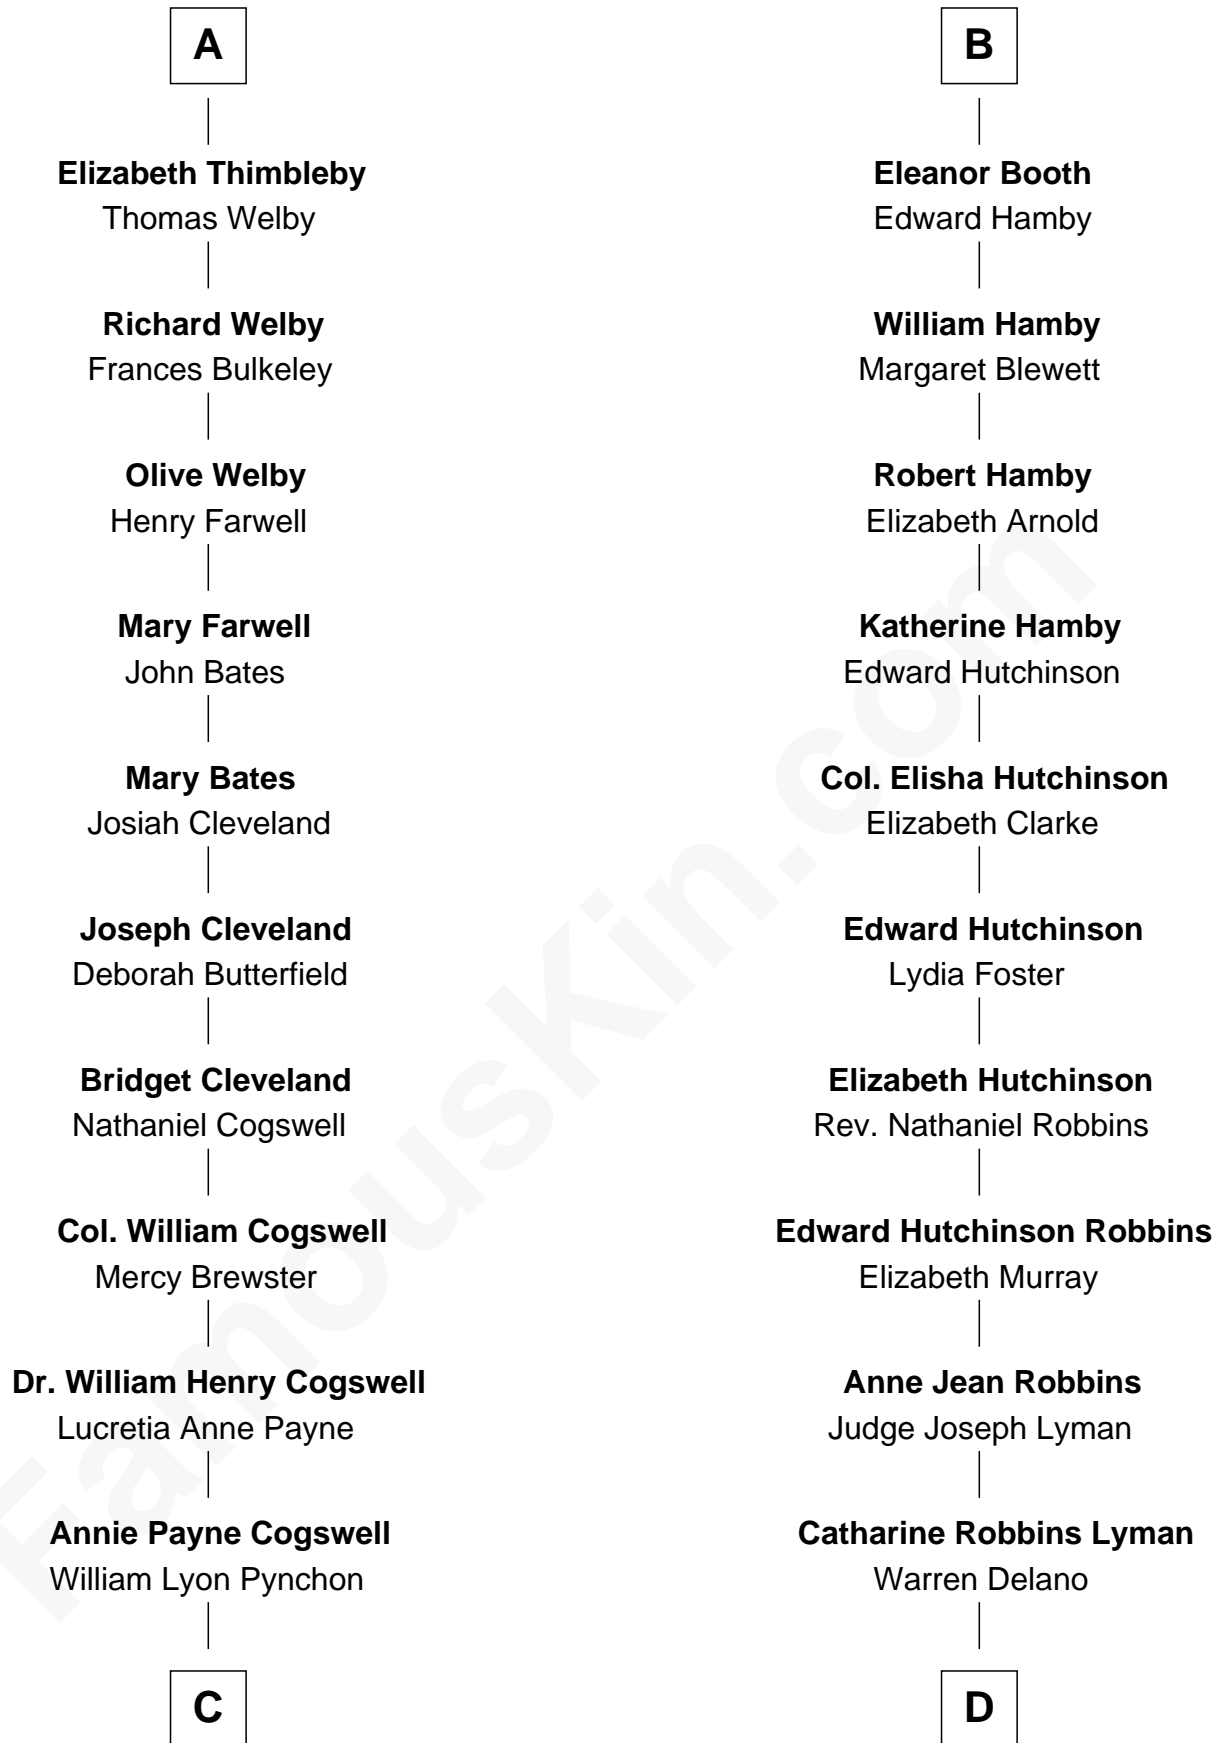 A
Elizabeth Thimbleby
Thomas Welby
Richard Welby
Frances Bulkeley
Olive Welby
Henry Farwell
Mary Farwell
John Bates
Mary Bates
Josiah Cleveland
Joseph Cleveland
Deborah Butterfield
Bridget Cleveland
Nathaniel Cogswell
Col. William Cogswell
Mercy Brewster
Dr. William Henry Cogswell
Lucretia Anne Payne
Annie Payne Cogswell
William Lyon Pynchon
C
B
Eleanor Booth
Edward Hamby
William Hamby
Margaret Blewett
Robert Hamby
Elizabeth Arnold
Katherine Hamby
Edward Hutchinson
Col. Elisha Hutchinson
Elizabeth Clarke
Edward Hutchinson
Lydia Foster
Elizabeth Hutchinson
Rev. Nathaniel Robbins
Edward Hutchinson Robbins
Elizabeth Murray
Anne Jean Robbins
Judge Joseph Lyman
Catharine Robbins Lyman
Warren Delano
D
FamousKin.com